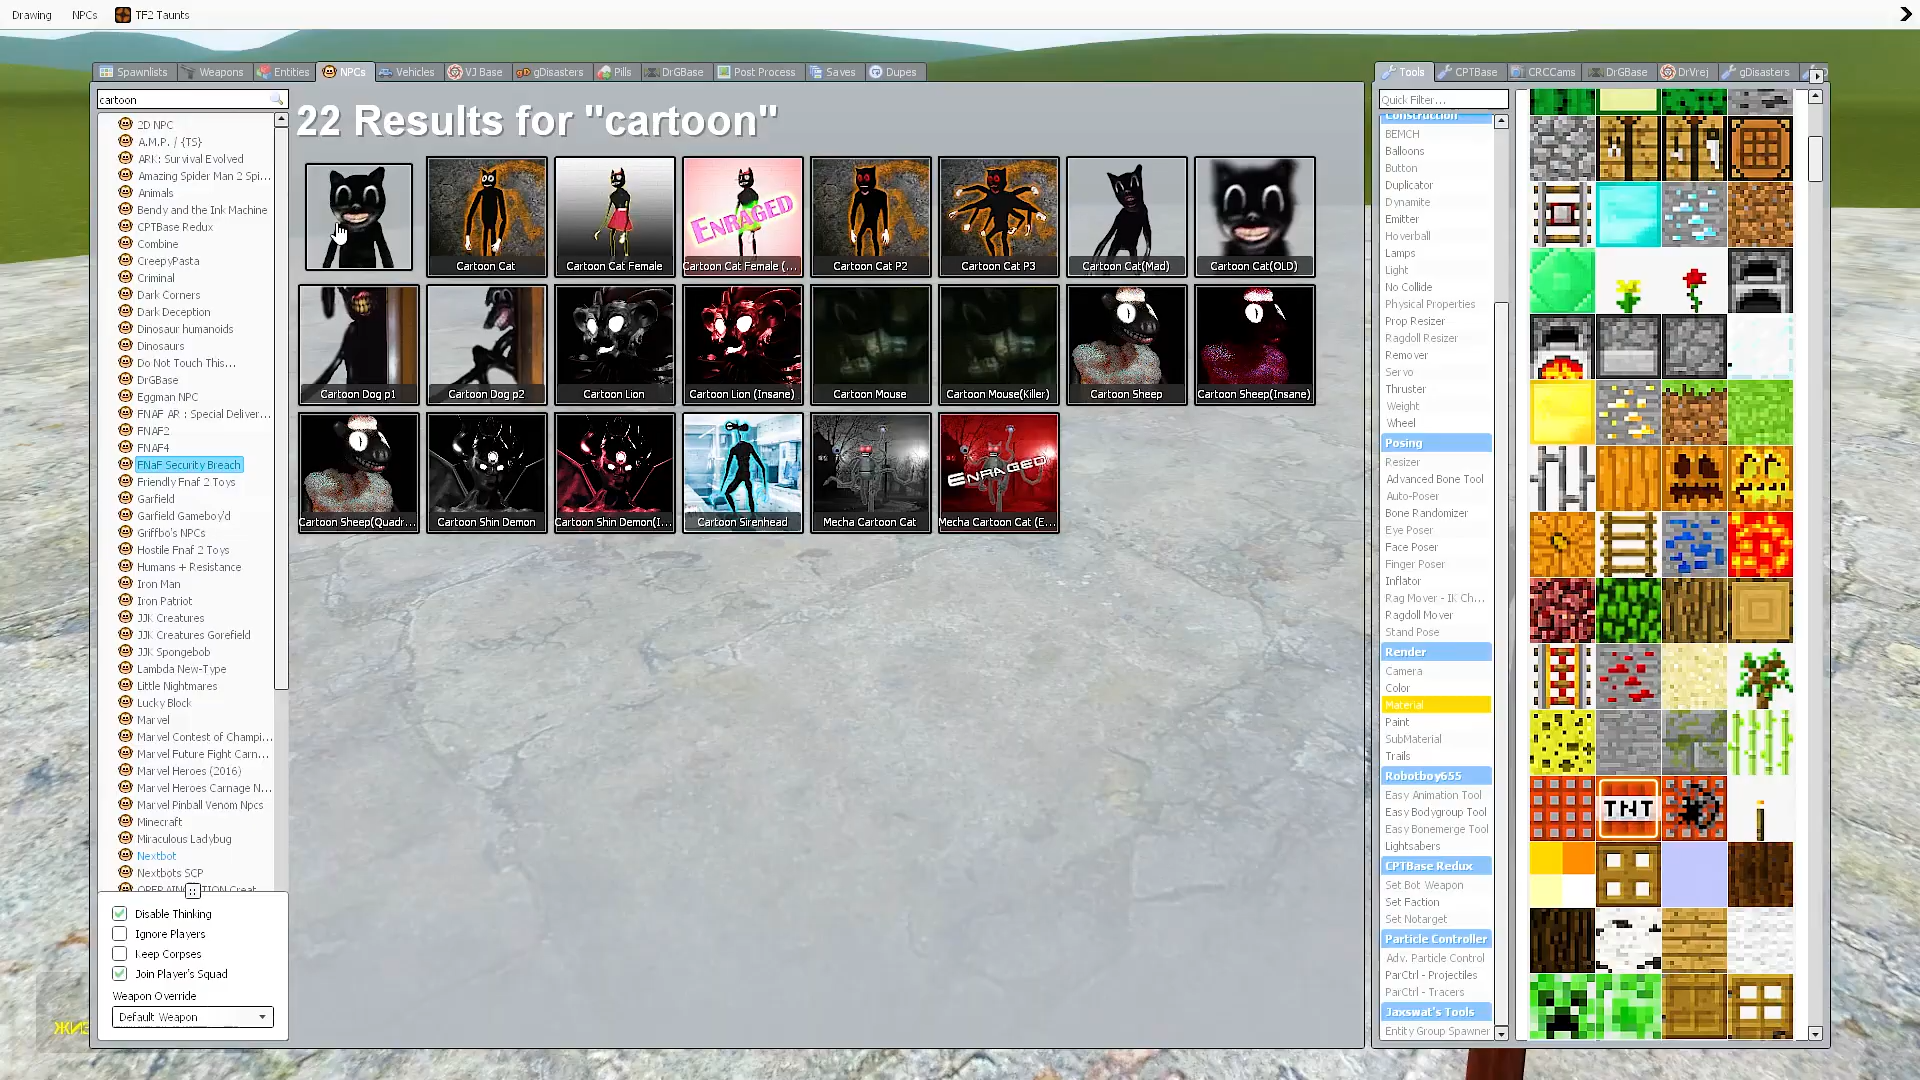 Drawing NPCs TF2 Taunts
Spawnlists Weapons Entities NPCs Vehicles VJ Base gDisasters Pills DrGBase Post Process Saves Dupes
Tools CPTBase CRCCams DrGBase DrVrej gDisasters
cartoon
22 Results for "cartoon"
2D NPC
A.M.P. / {TS}
ARK: Survival Evolved
Amazing Spider Man 2 Spi...
Animals
Bendy and the Ink Machine
CPTBase Redux
Combine
CreepyPasta
Criminal
Dark Corners
Dark Deception
Dinosaur humanoids
Dinosaurs
Do Not Touch This...
DrGBase
Eggman NPC
FNAF AR : Special Deliver...
FNAF2
FNAF4
FNaF Security Breach
Friendly Fnaf 2 Toys
Garfield
Garfield Gameboy'd
Griffbo's NPCs
Hostile Fnaf 2 Toys
Humans + Resistance
Iron Man
Iron Patriot
JJK Creatures
JJK Creatures Gorefield
JJK Spongebob
Lambda New-Type
Little Nightmares
Lucky Block
Marvel
Marvel Contest of Champi...
Marvel Future Fight Carn...
Marvel Heroes (2016)
Marvel Heroes Carnage N...
Marvel Pinball Venom Npcs
Minecraft
Miraculous Ladybug
Nextbot
Nextbots SCP
Disable Thinking
Ignore Players
Keep Corpses
Join Player's Squad
Weapon Override
Default Weapon
ЖИЗ
ENRAGED
Cartoon Cat Cartoon Cat Female Cartoon Cat Female (... Cartoon Cat P2 Cartoon Cat P3 Cartoon Cat(Mad) Cartoon Cat(OLD)
Cartoon Dog p1 Cartoon Dog p2 Cartoon Lion Cartoon Lion (Insane) Cartoon Mouse Cartoon Mouse(Killer) Cartoon Sheep Cartoon Sheep(Insane)
ENRAGED
Cartoon Sheep(Quadr... Cartoon Shin Demon Cartoon Shin Demon(I... Cartoon Sirenhead Mecha Cartoon Cat Mecha Cartoon Cat (E...
Quick Filter...
Construction
BENCH
Balloons
Button
Duplicator
Dynamite
Emitter
Hoverball
Lamps
Light
No Collide
Physical Properties
Prop Resizer
Ragdoll Resizer
Remover
Servo
Thruster
Weight
Wheel
Posing
Resizer
Advanced Bone Tool
Auto-Poser
Bone Randomizer
Eye Poser
Face Poser
Finger Poser
Inflator
Rag Mover - IK Ch...
Ragdoll Mover
Stand Pose
Render
Camera
Color
Material
Paint
SubMaterial
Trails
Robotboy655
Easy Animation Tool
Easy Bodygroup Tool
Easy Bonemerge Tool
Lightsabers
CPTBase Redux
Set Bot Weapon
Set Faction
Set Notarget
Particle Controller
Adv. Particle Control
ParCtrl - Projectiles
ParCtrl - Tracers
Jaxswat's Tools
Entity Group Spawner
TNT